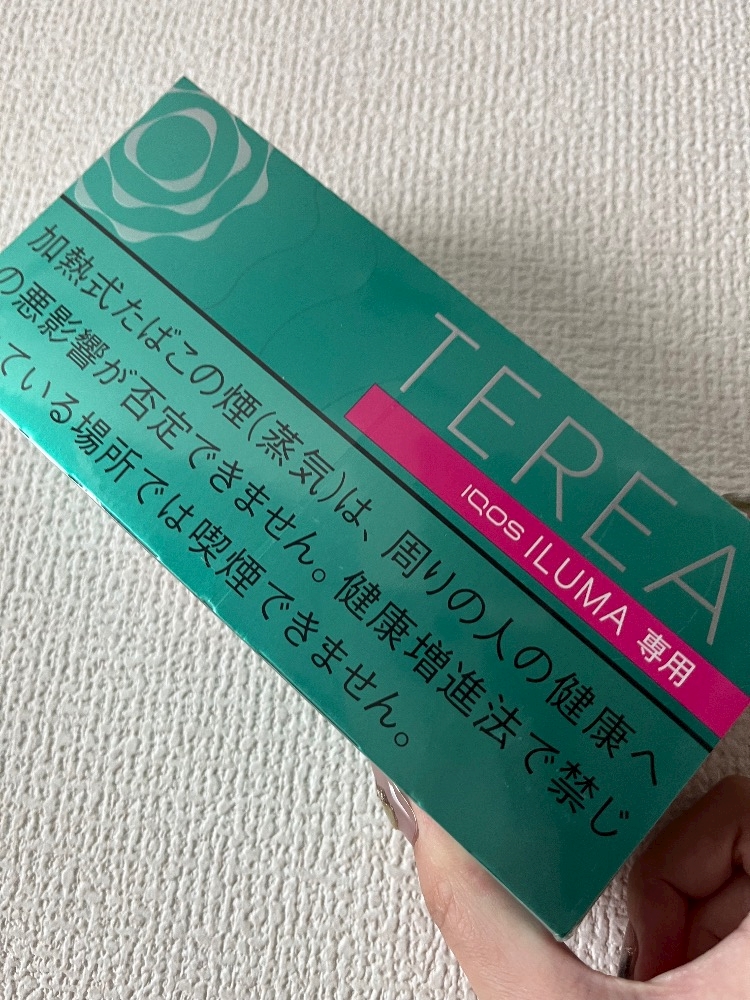 TEREA
IQOS ILUMA 専用
加熱式たばこの煙(蒸気)は、周りの人の健康へ
の悪影響が否定できません。健康増進法で禁じ
ている場所では喫煙できません。